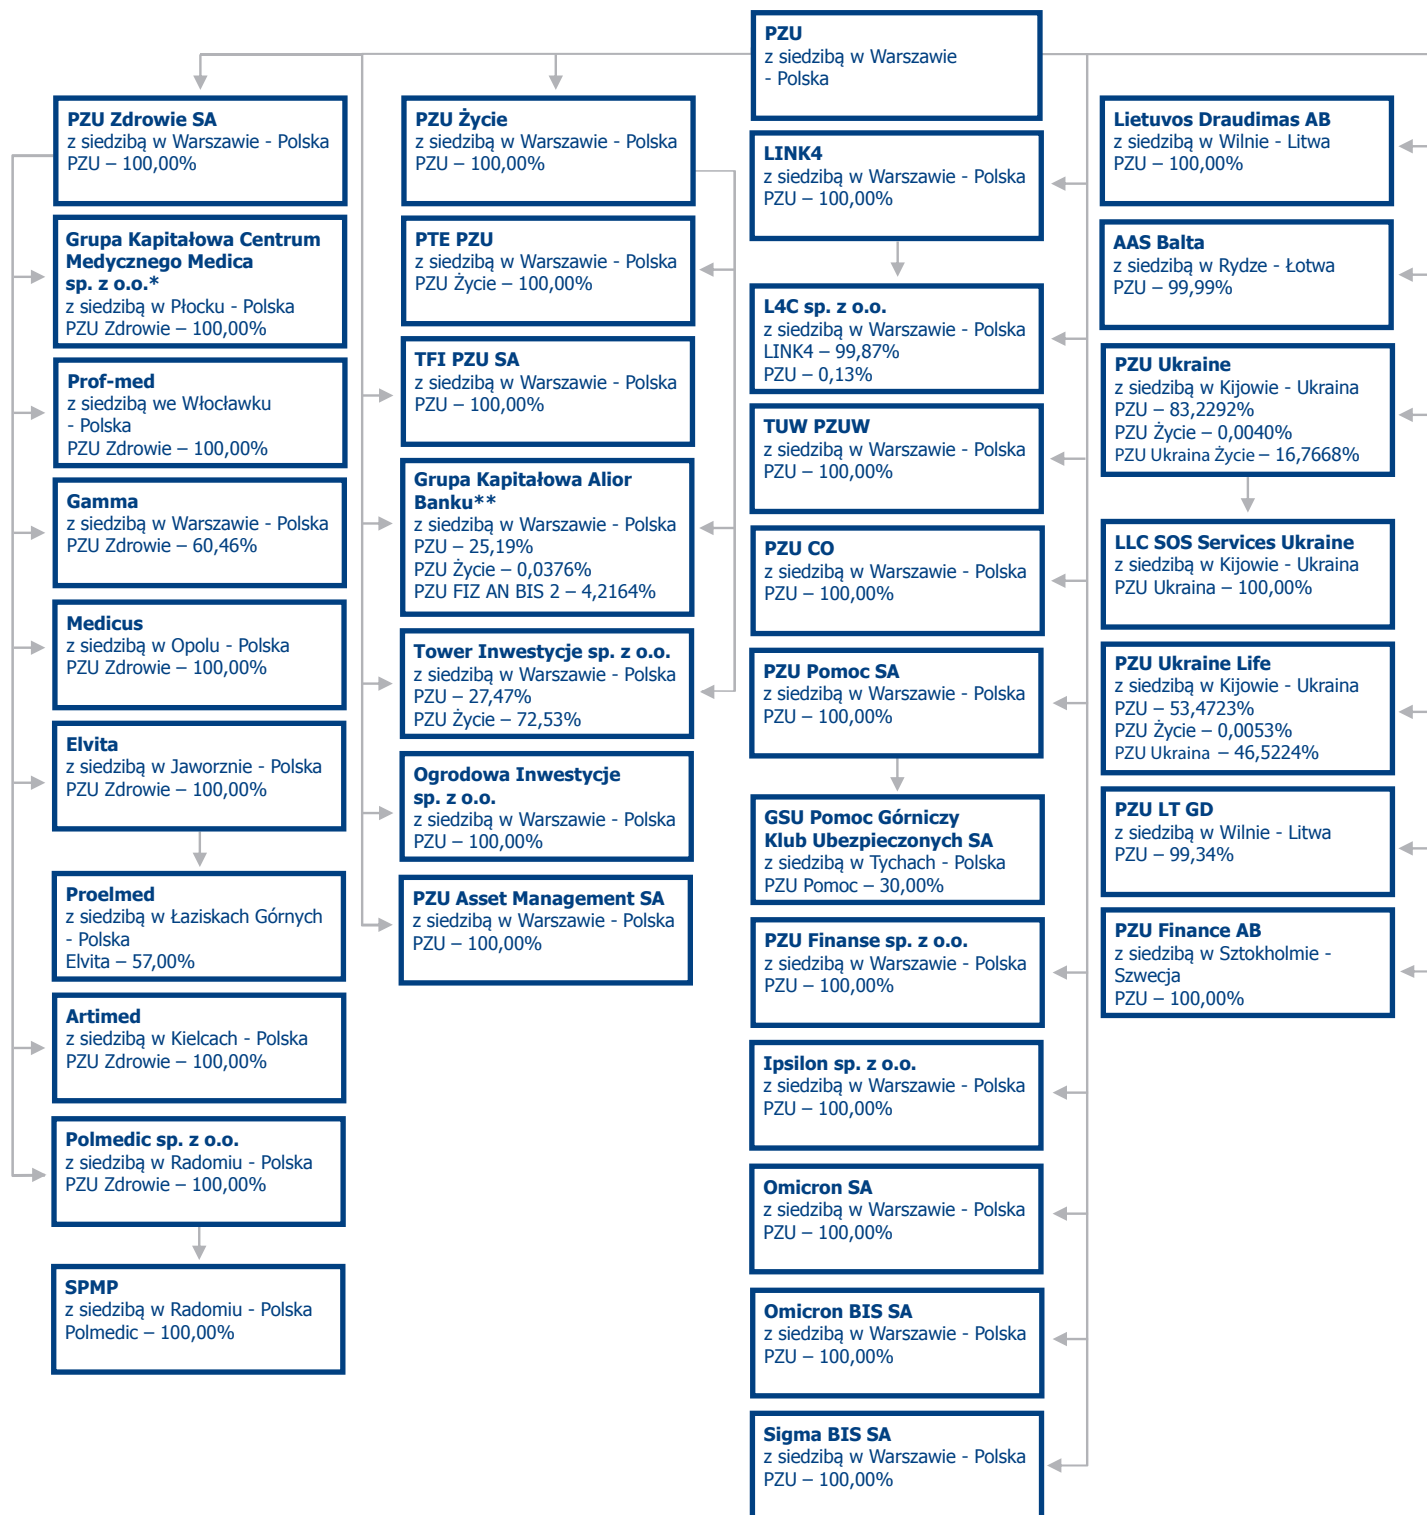 PZU
z siedzibą w Warszawie
- Polska
PZU Zdrowie SA
z siedzibą w Warszawie - Polska
PZU – 100,00%
Grupa Kapitałowa Centrum
Medycznego Medica
sp. z o.o.*
z siedzibą w Płocku - Polska
PZU Zdrowie – 100,00%
Prof-med
z siedzibą we Włocławku
- Polska
PZU Zdrowie – 100,00%
Gamma
z siedzibą w Warszawie - Polska
PZU Zdrowie – 60,46%
Medicus
z siedzibą w Opolu - Polska
PZU Zdrowie – 100,00%
Elvita
z siedzibą w Jaworznie - Polska
PZU Zdrowie – 100,00%
Proelmed
z siedzibą w Łaziskach Górnych
- Polska
Elvita – 57,00%
Artimed
z siedzibą w Kielcach - Polska
PZU Zdrowie – 100,00%
Polmedic sp. z o.o.
z siedzibą w Radomiu - Polska
PZU Zdrowie – 100,00%
SPMP
z siedzibą w Radomiu - Polska
Polmedic – 100,00%
PZU Życie
z siedzibą w Warszawie - Polska
PZU – 100,00%
PTE PZU
z siedzibą w Warszawie - Polska
PZU Życie – 100,00%
TFI PZU SA
z siedzibą w Warszawie - Polska
PZU – 100,00%
Grupa Kapitałowa Alior
Banku**
z siedzibą w Warszawie - Polska
PZU – 25,19%
PZU Życie – 0,0376%
PZU FIZ AN BIS 2 – 4,2164%
Tower Inwestycje sp. z o.o.
z siedzibą w Warszawie - Polska
PZU – 27,47%
PZU Życie – 72,53%
Ogrodowa Inwestycje
sp. z o.o.
z siedzibą w Warszawie - Polska
PZU – 100,00%
PZU Asset Management SA
z siedzibą w Warszawie - Polska
PZU – 100,00%
LINK4
z siedzibą w Warszawie - Polska
PZU – 100,00%
L4C sp. z o.o.
z siedzibą w Warszawie - Polska
LINK4 – 99,87%
PZU – 0,13%
TUW PZUW
z siedzibą w Warszawie - Polska
PZU – 100,00%
PZU CO
z siedzibą w Warszawie - Polska
PZU – 100,00%
PZU Pomoc SA
z siedzibą w Warszawie - Polska
PZU – 100,00%
GSU Pomoc Górniczy
Klub Ubezpieczonych SA
z siedzibą w Tychach - Polska
PZU Pomoc – 30,00%
PZU Finanse sp. z o.o.
z siedzibą w Warszawie - Polska
PZU – 100,00%
Ipsilon sp. z o.o.
z siedzibą w Warszawie - Polska
PZU – 100,00%
Omicron SA
z siedzibą w Warszawie - Polska
PZU – 100,00%
Omicron BIS SA
z siedzibą w Warszawie - Polska
PZU – 100,00%
Sigma BIS SA
z siedzibą w Warszawie - Polska
PZU – 100,00%
Lietuvos Draudimas AB
z siedzibą w Wilnie - Litwa
PZU – 100,00%
AAS Balta
z siedzibą w Rydze - Łotwa
PZU – 99,99%
PZU Ukraine
z siedzibą w Kijowie - Ukraina
PZU – 83,2292%
PZU Życie – 0,0040%
PZU Ukraina Życie – 16,7668%
LLC SOS Services Ukraine
z siedzibą w Kijowie - Ukraina
PZU Ukraina – 100,00%
PZU Ukraine Life
z siedzibą w Kijowie - Ukraina
PZU – 53,4723%
PZU Życie – 0,0053%
PZU Ukraina – 46,5224%
PZU LT GD
z siedzibą w Wilnie - Litwa
PZU – 99,34%
PZU Finance AB
z siedzibą w Sztokholmie -
Szwecja
PZU – 100,00%